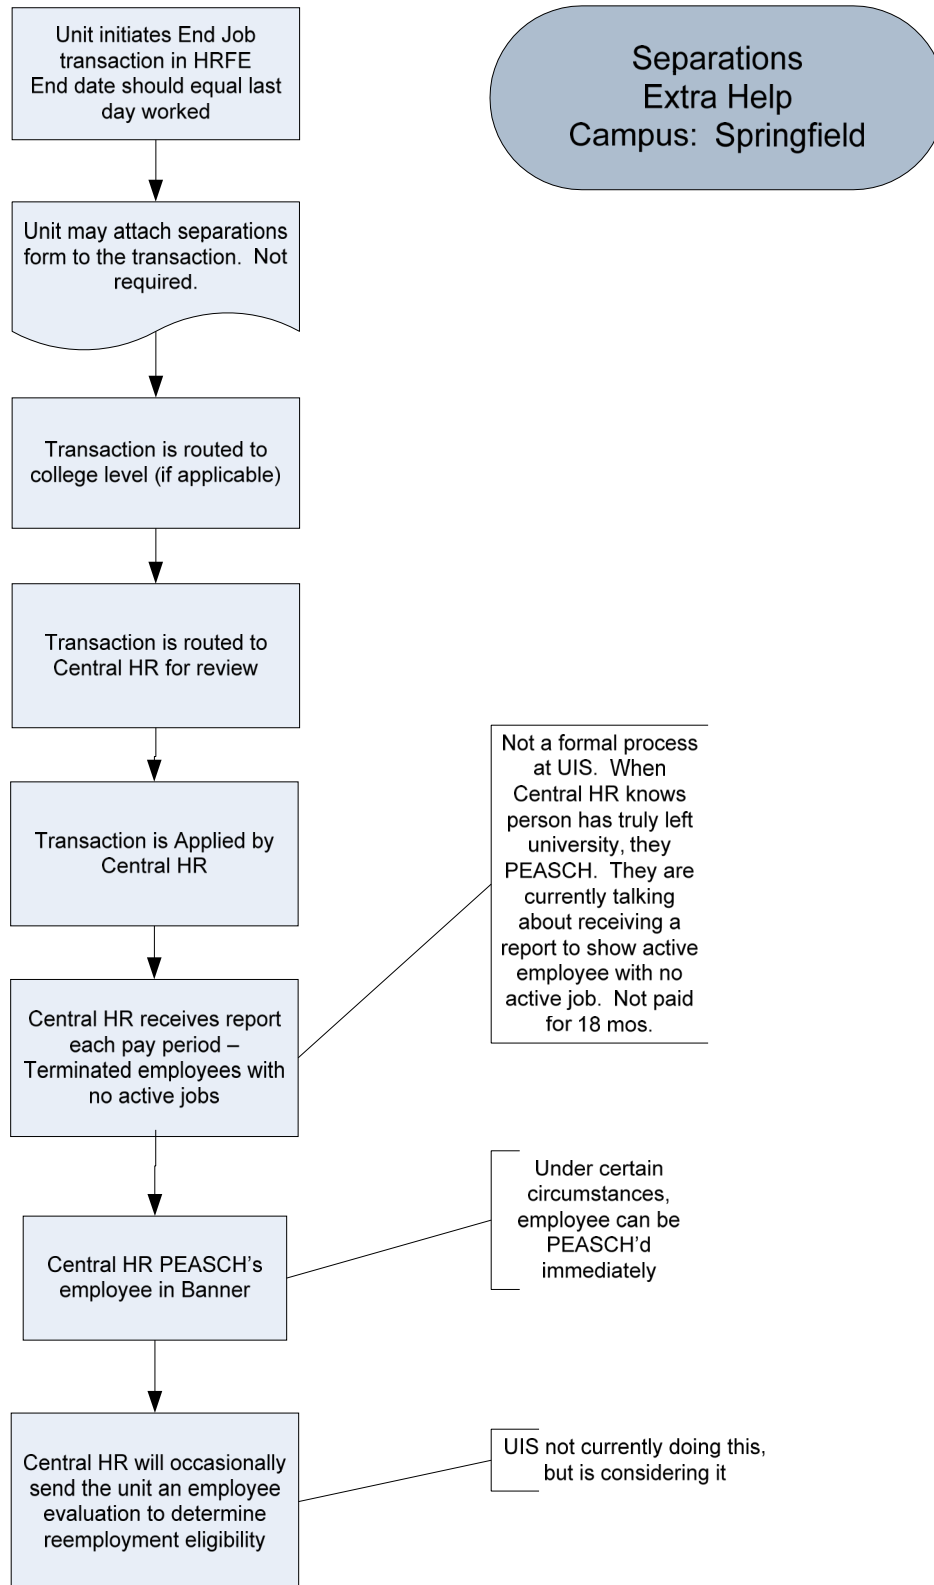 Unit initiates End Job
transaction in HRFE
End date should equal last
day worked
Separations
Extra Help
Campus:  Springfield
Unit may attach separations
form to the transaction.  Not
required.
Transaction is routed to
college level (if applicable)
Transaction is routed to
Central HR for review
Transaction is Applied by
Central HR
Not a formal process
at UIS.  When
Central HR knows
person has truly left
university, they
PEASCH.  They are
currently talking
about receiving a
report to show active
employee with no
active job.  Not paid
for 18 mos.
Central HR receives report
each pay period –
Terminated employees with
no active jobs
Under certain
circumstances,
employee can be
PEASCH’d
immediately
Central HR PEASCH’s
employee in Banner
Central HR will occasionally
send the unit an employee
evaluation to determine
reemployment eligibility
UIS not currently doing this,
but is considering it